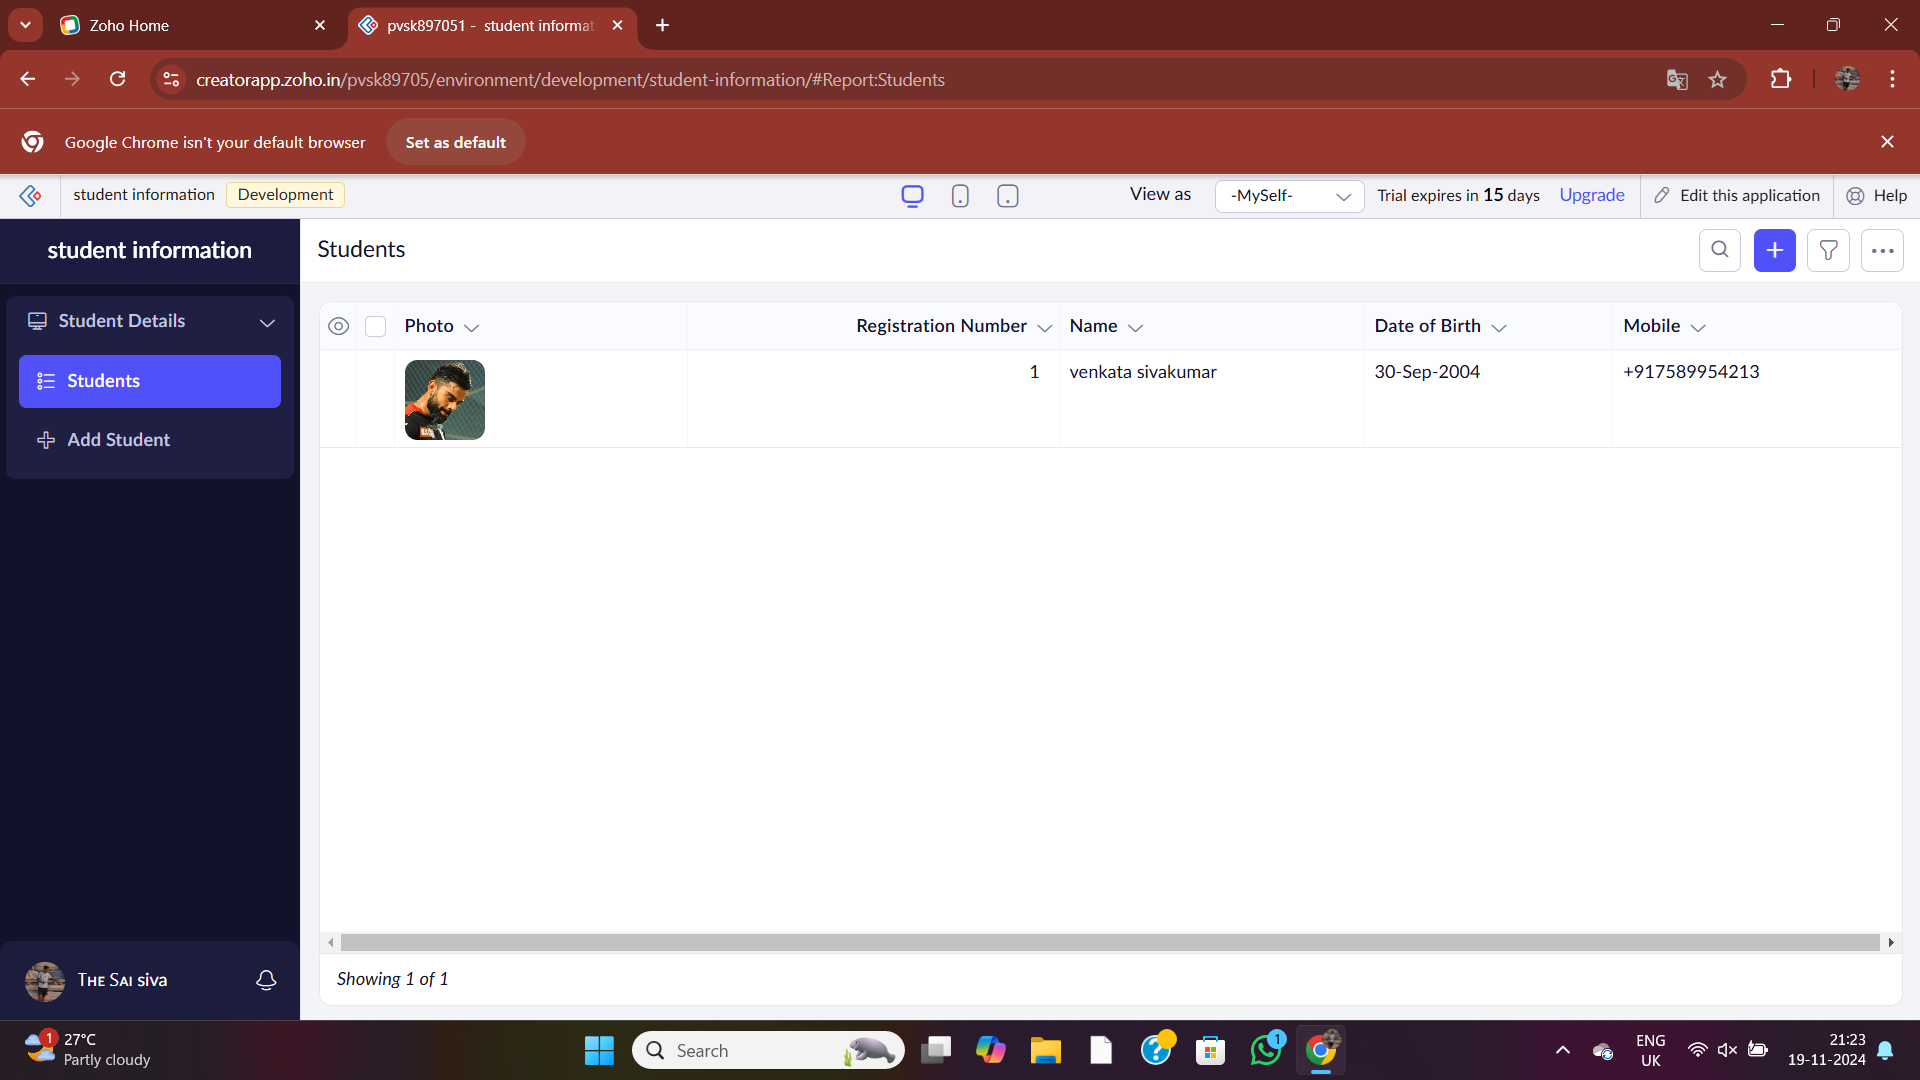 Zoho Home
pvsk897051 - student informat
creatorapp.zoho.in/pvsk89705/environment/development/student-information/#Report:Students
Google Chrome isn't your default browser Set as default
student information Development View as -MySelf- Trial expires in 15 days Upgrade Edit this application Help
student information
Students
Student Details
Students
Add Student
Photo Registration Number Name Date of Birth Mobile
1 venkata sivakumar 30-Sep-2004 +917589954213
Showing 1 of 1
The Sai siva
1
27°C
Partly cloudy
Search
1
ENG
UK
21:23
19-11-2024